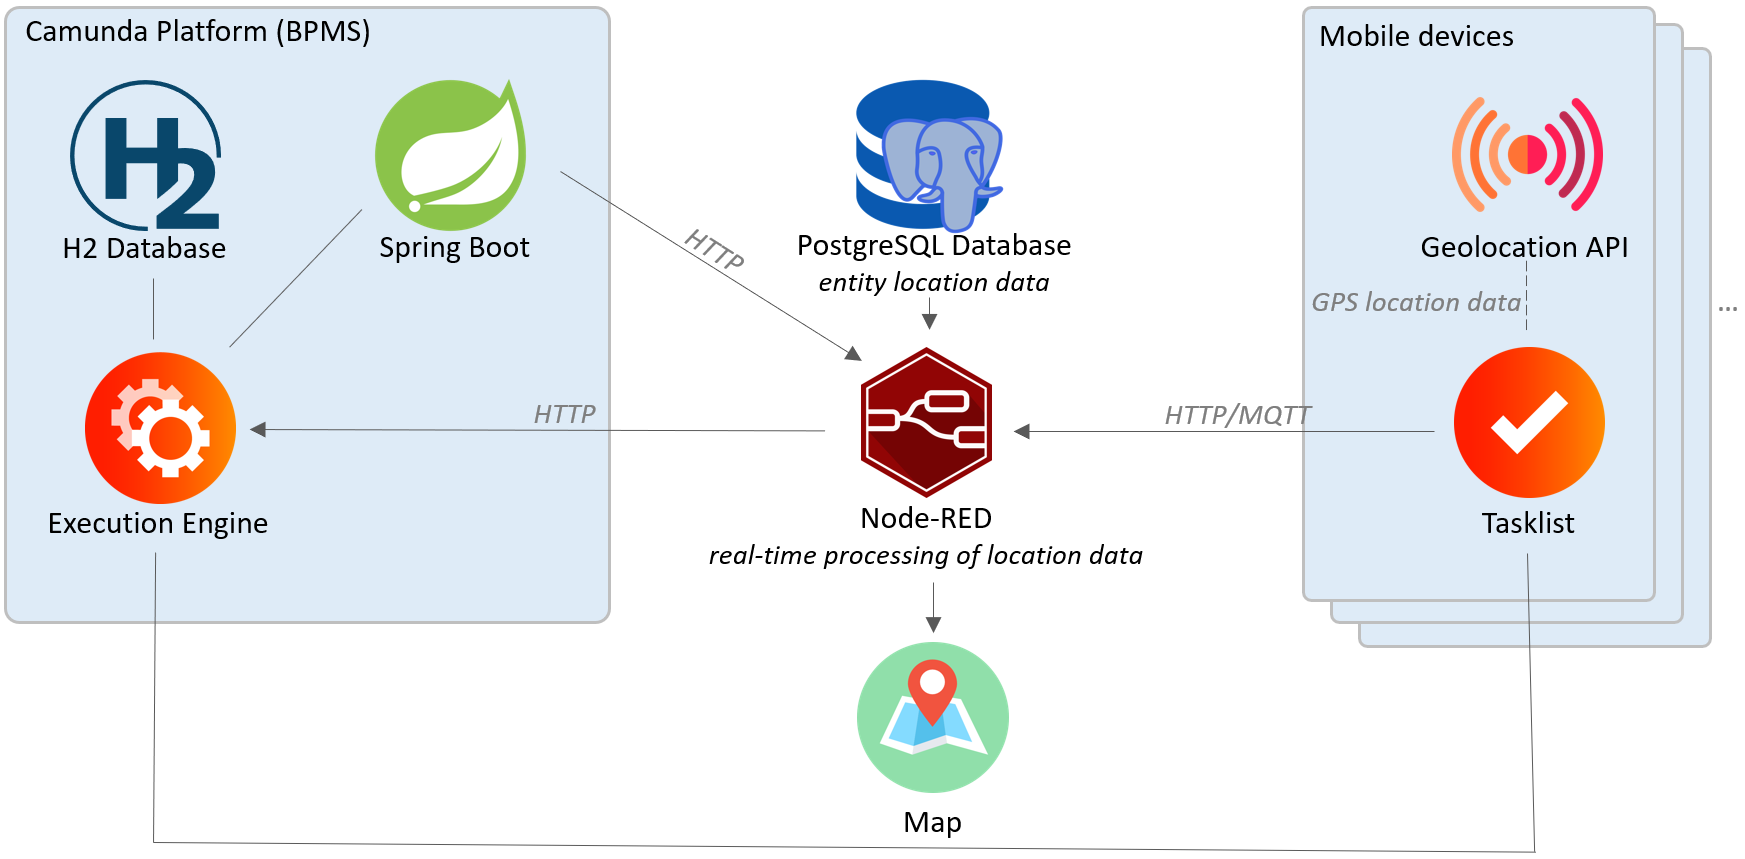 Camunda Platform (BPMS)
H2
H2 Database
Spring Boot
HTTP
PostgreSQL Database
entity location data
Mobile devices
Geolocation API
GPS location data
...
HTTP
HTTP/MQTT
Execution Engine
Node-RED
real-time processing of location data
Tasklist
Map